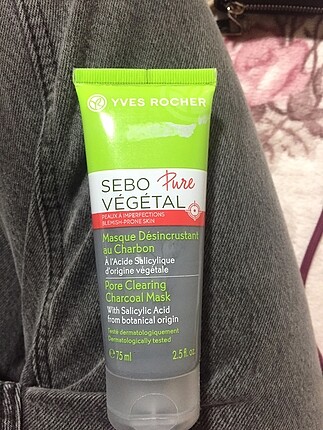 YVES ROCHER
SEBO Pure
VÉGÉTAL
PEAUX À IMPERFECTIONS
BLEMISH-PRONE SKIN
Masque Désincrustant
au Charbon
À l'Acide Salicylique
d'origine végétale
Pore Clearing
Charcoal Mask
With Salicylic Acid
from botanical origin
Testé dermatologiquement
Dermatologically tested
e 75 ml 2.5 fl. oz